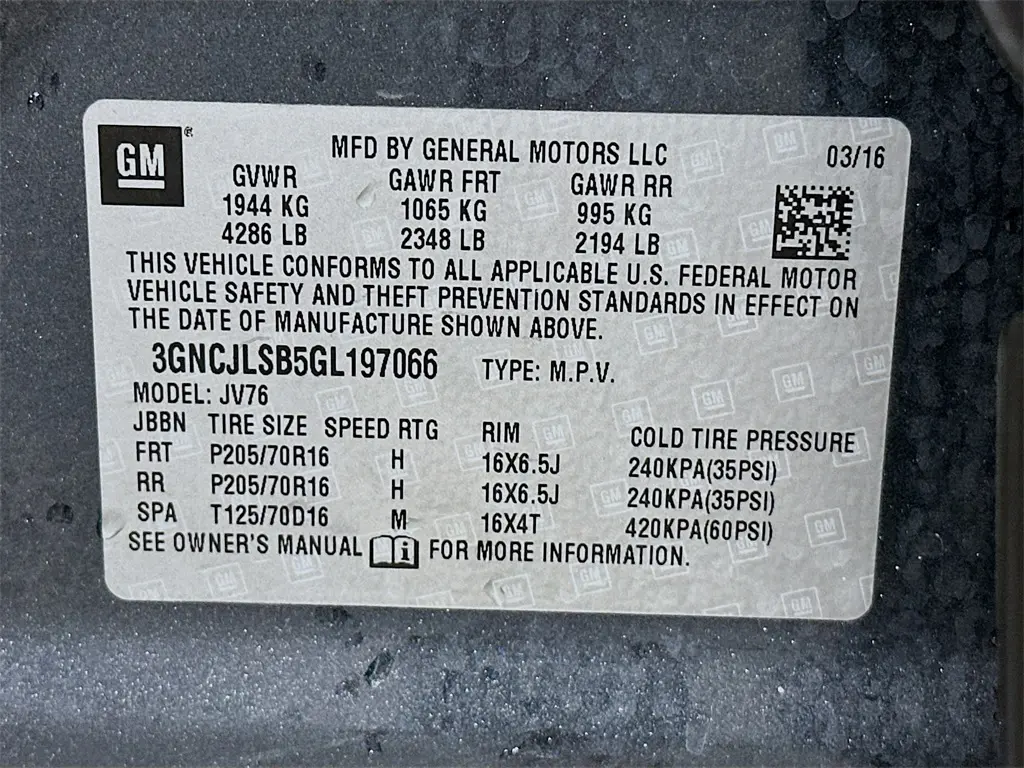 GM®
MFD BY GENERAL MOTORS LLC 03/16
GVWR GAWR FRT GAWR RR
1944 KG 1065 KG 995 KG
4286 LB 2348 LB 2194 LB
THIS VEHICLE CONFORMS TO ALL APPLICABLE U.S. FEDERAL MOTOR
VEHICLE SAFETY AND THEFT PREVENTION STANDARDS IN EFFECT ON
THE DATE OF MANUFACTURE SHOWN ABOVE.
3GNCJLSB5GL197066 TYPE: M.P.V.
MODEL: JV76
JBBN TIRE SIZE SPEED RTG RIM COLD TIRE PRESSURE
FRT P205/70R16 H 16X6.5J 240KPA(35PSI)
RR P205/70R16 H 16X6.5J 240KPA(35PSI)
SPA T125/70D16 M 16X4T 420KPA(60PSI)
SEE OWNER'S MANUAL i FOR MORE INFORMATION.